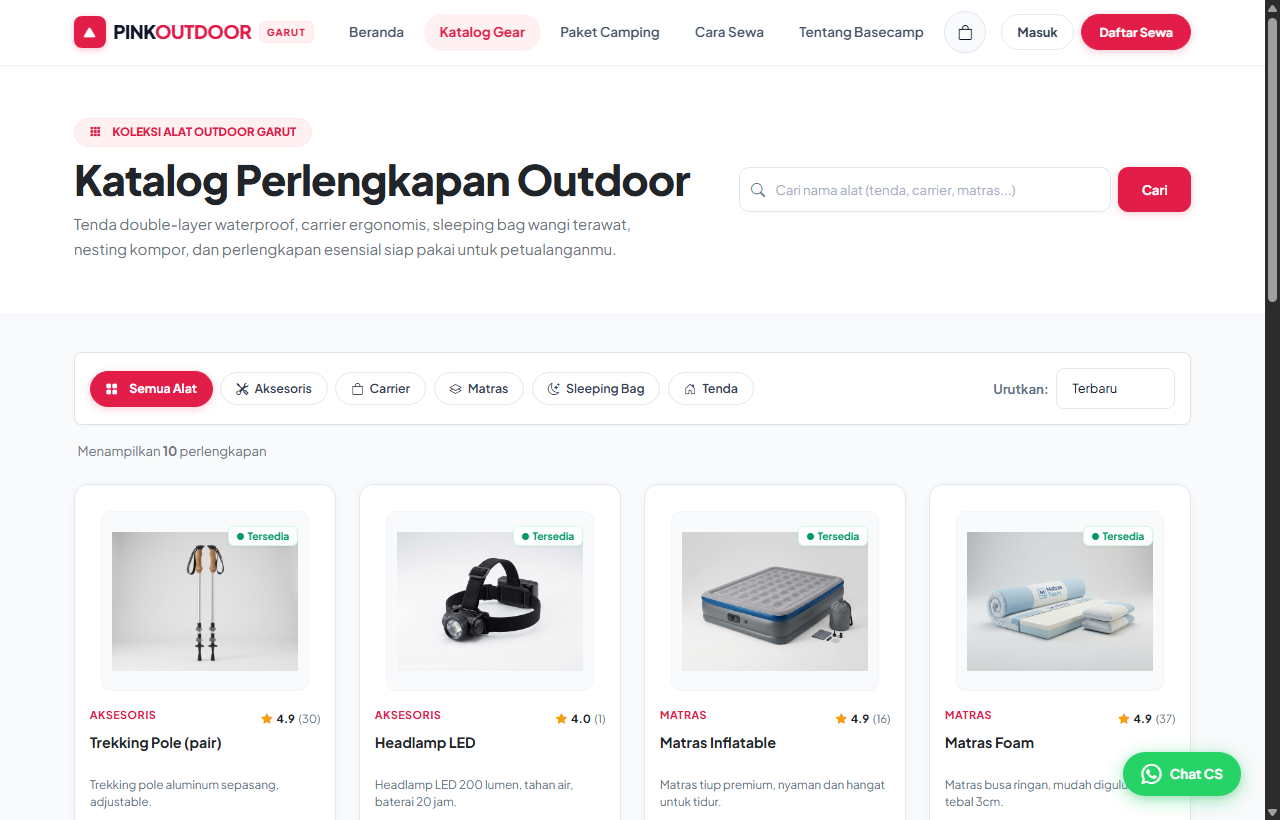 PINKOUTDOOR GARUT Beranda Katalog Gear Paket Camping Cara Sewa Tentang Basecamp Masuk Daftar Sewa
KOLEKSI ALAT OUTDOOR GARUT
Katalog Perlengkapan Outdoor
Tenda double-layer waterproof, carrier ergonomis, sleeping bag wangi terawat,
nesting kompor, dan perlengkapan esensial siap pakai untuk petualanganmu.
Cari nama alat (tenda, carrier, matras...) Cari
Semua Alat Aksesoris Carrier Matras Sleeping Bag Tenda Urutkan: Terbaru
Menampilkan 10 perlengkapan
Tersedia
AKSESORIS 4.9 (30)
Trekking Pole (pair)
Trekking pole aluminum sepasang,
adjustable.
Tersedia
AKSESORIS 4.0 (1)
Headlamp LED
Headlamp LED 200 lumen, tahan air,
baterai 20 jam.
Tersedia
MATRAS 4.9 (16)
Matras Inflatable
Matras tiup premium, nyaman dan hangat
untuk tidur.
Tersedia
MATRAS 4.9 (37)
Matras Foam
Matras busa ringan, mudah
tebal 3cm.
Chat CS